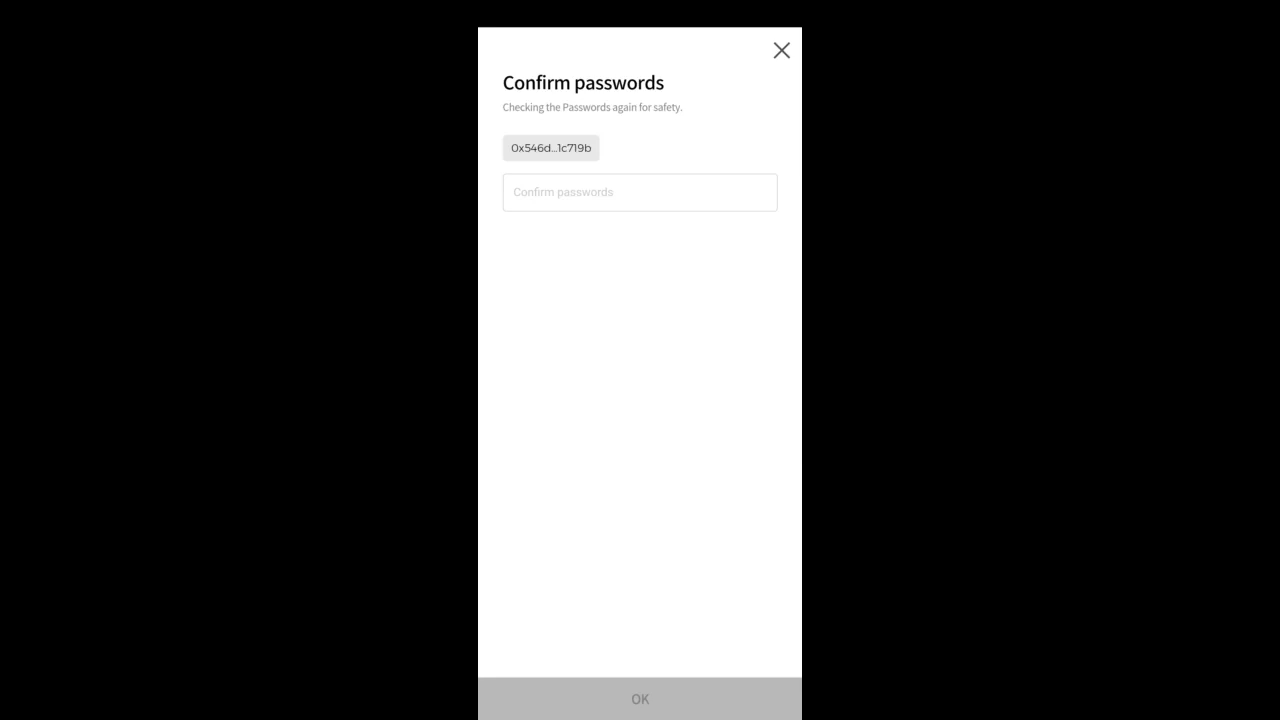 Confirm passwords
Checking the Passwords again for safety.
0x546d...1c719b
Confirm passwords
OK